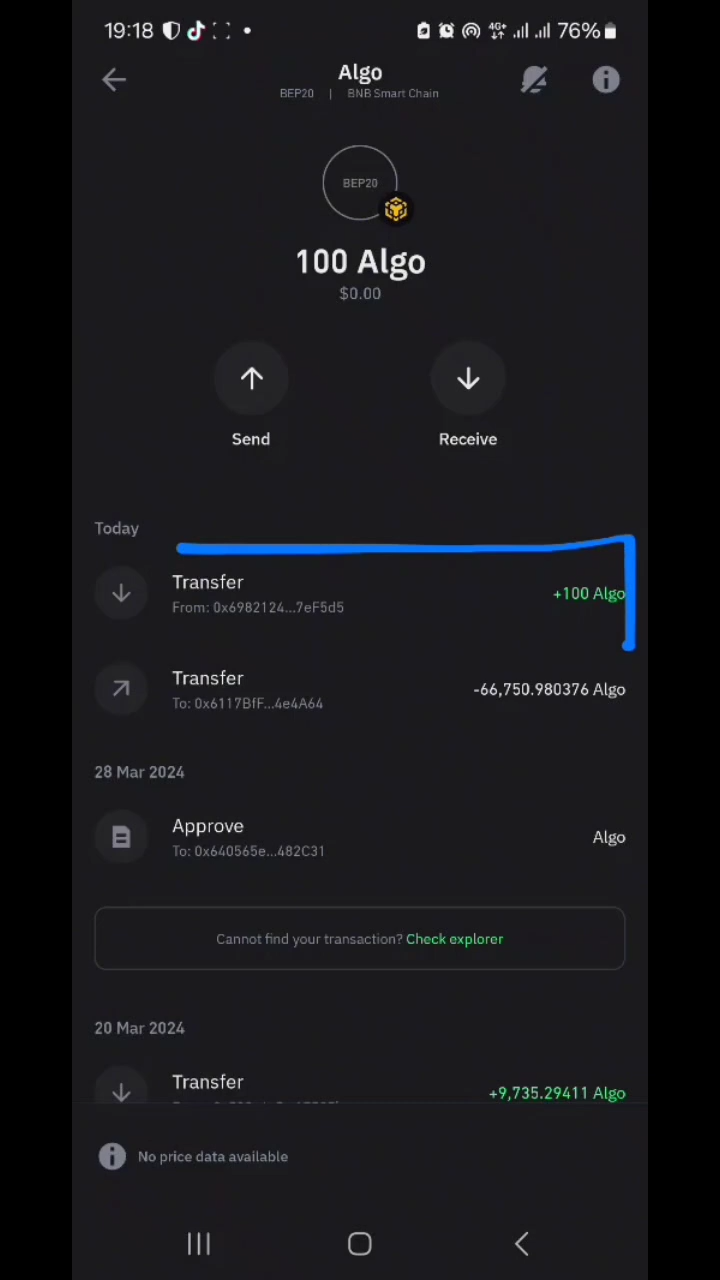 19:18 4G+ 76%
Algo
BEP20 | BNB Smart Chain
BEP20
100 Algo
$0.00
Send Receive
Today
Transfer
+100 Algo
From: 0x6982124...7eF5d5
Transfer
-66,750.980376 Algo
To: 0x6117BfF...4e4A64
28 Mar 2024
Approve
Algo
To: 0x640565e...482C31
Cannot find your transaction? Check explorer
20 Mar 2024
Transfer
+9,735.29411 Algo
No price data available